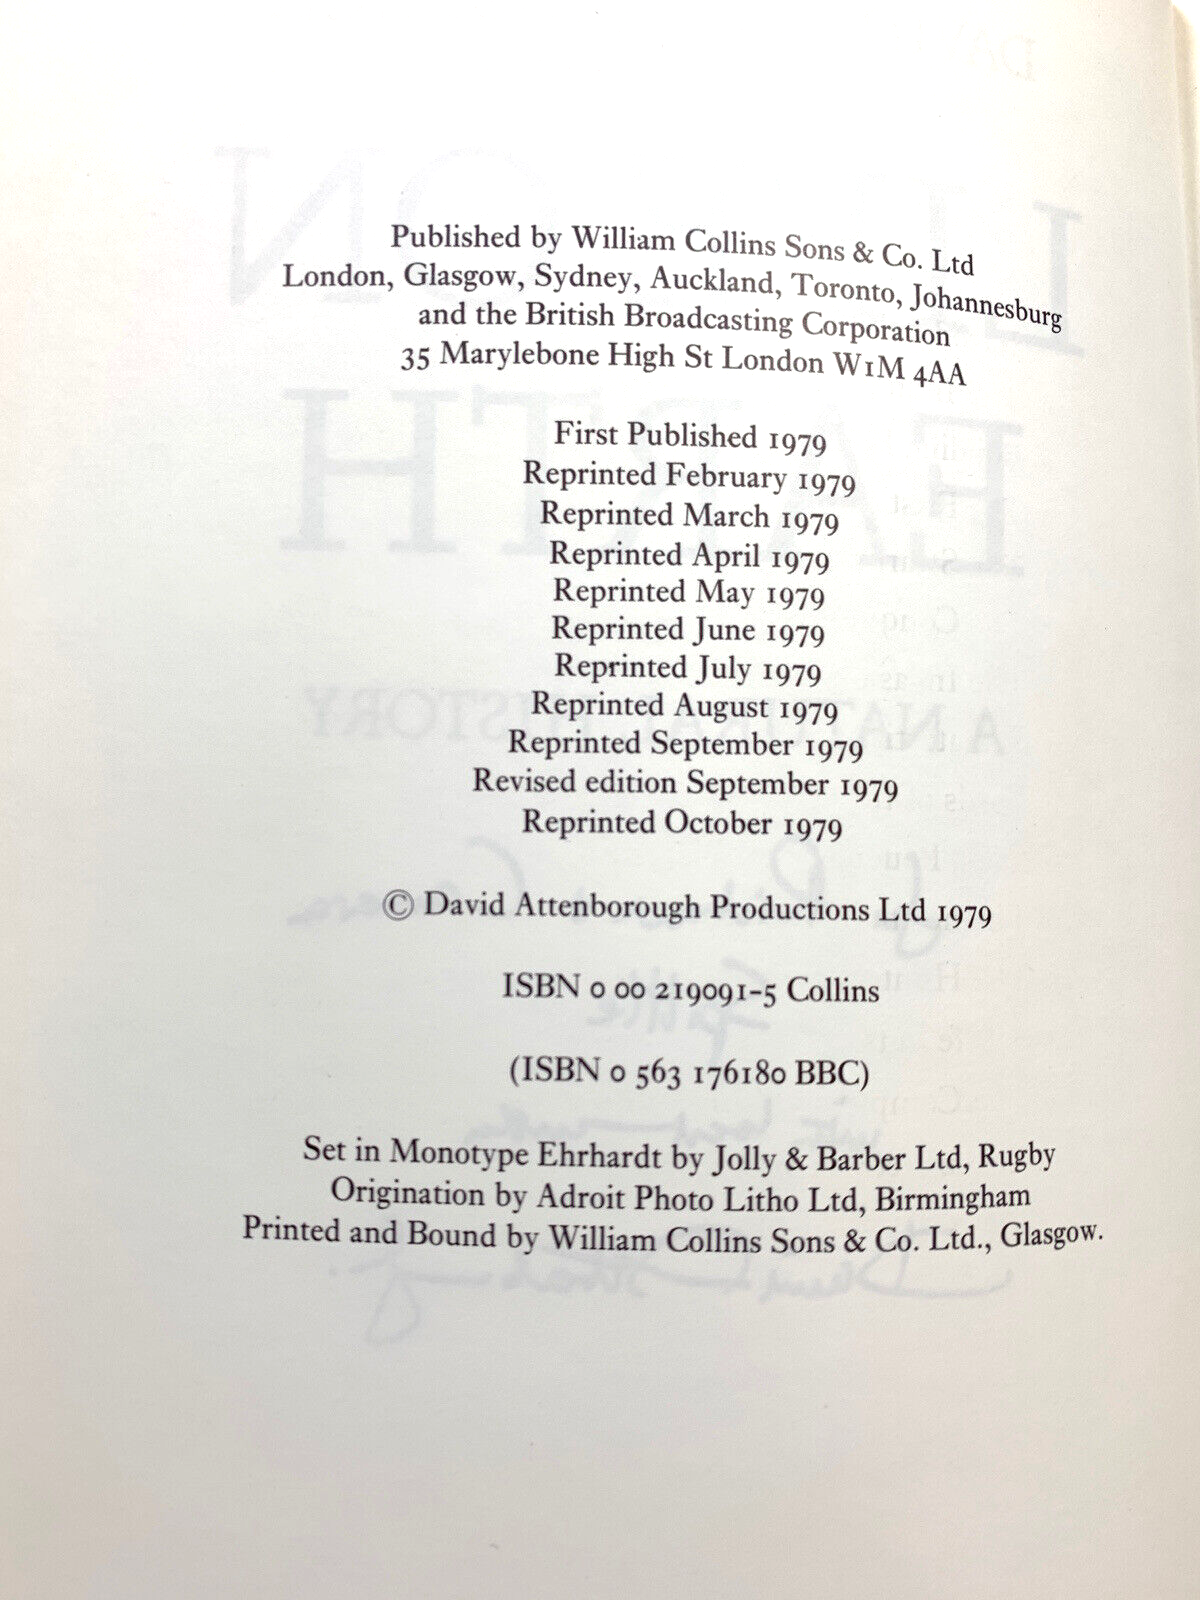 Published by William Collins Sons & Co. Ltd
London, Glasgow, Sydney, Auckland, Toronto, Johannesburg
and the British Broadcasting Corporation
35 Marylebone High St London W1M 4AA
First Published 1979
Reprinted February 1979
Reprinted March 1979
Reprinted April 1979
Reprinted May 1979
Reprinted June 1979
Reprinted July 1979
Reprinted August 1979
Reprinted September 1979
Revised edition September 1979
Reprinted October 1979
© David Attenborough Productions Ltd 1979
ISBN 0 00 219091-5 Collins
(ISBN 0 563 176180 BBC)
Set in Monotype Ehrhardt by Jolly & Barber Ltd, Rugby
Origination by Adroit Photo Litho Ltd, Birmingham
Printed and Bound by William Collins Sons & Co. Ltd., Glasgow.